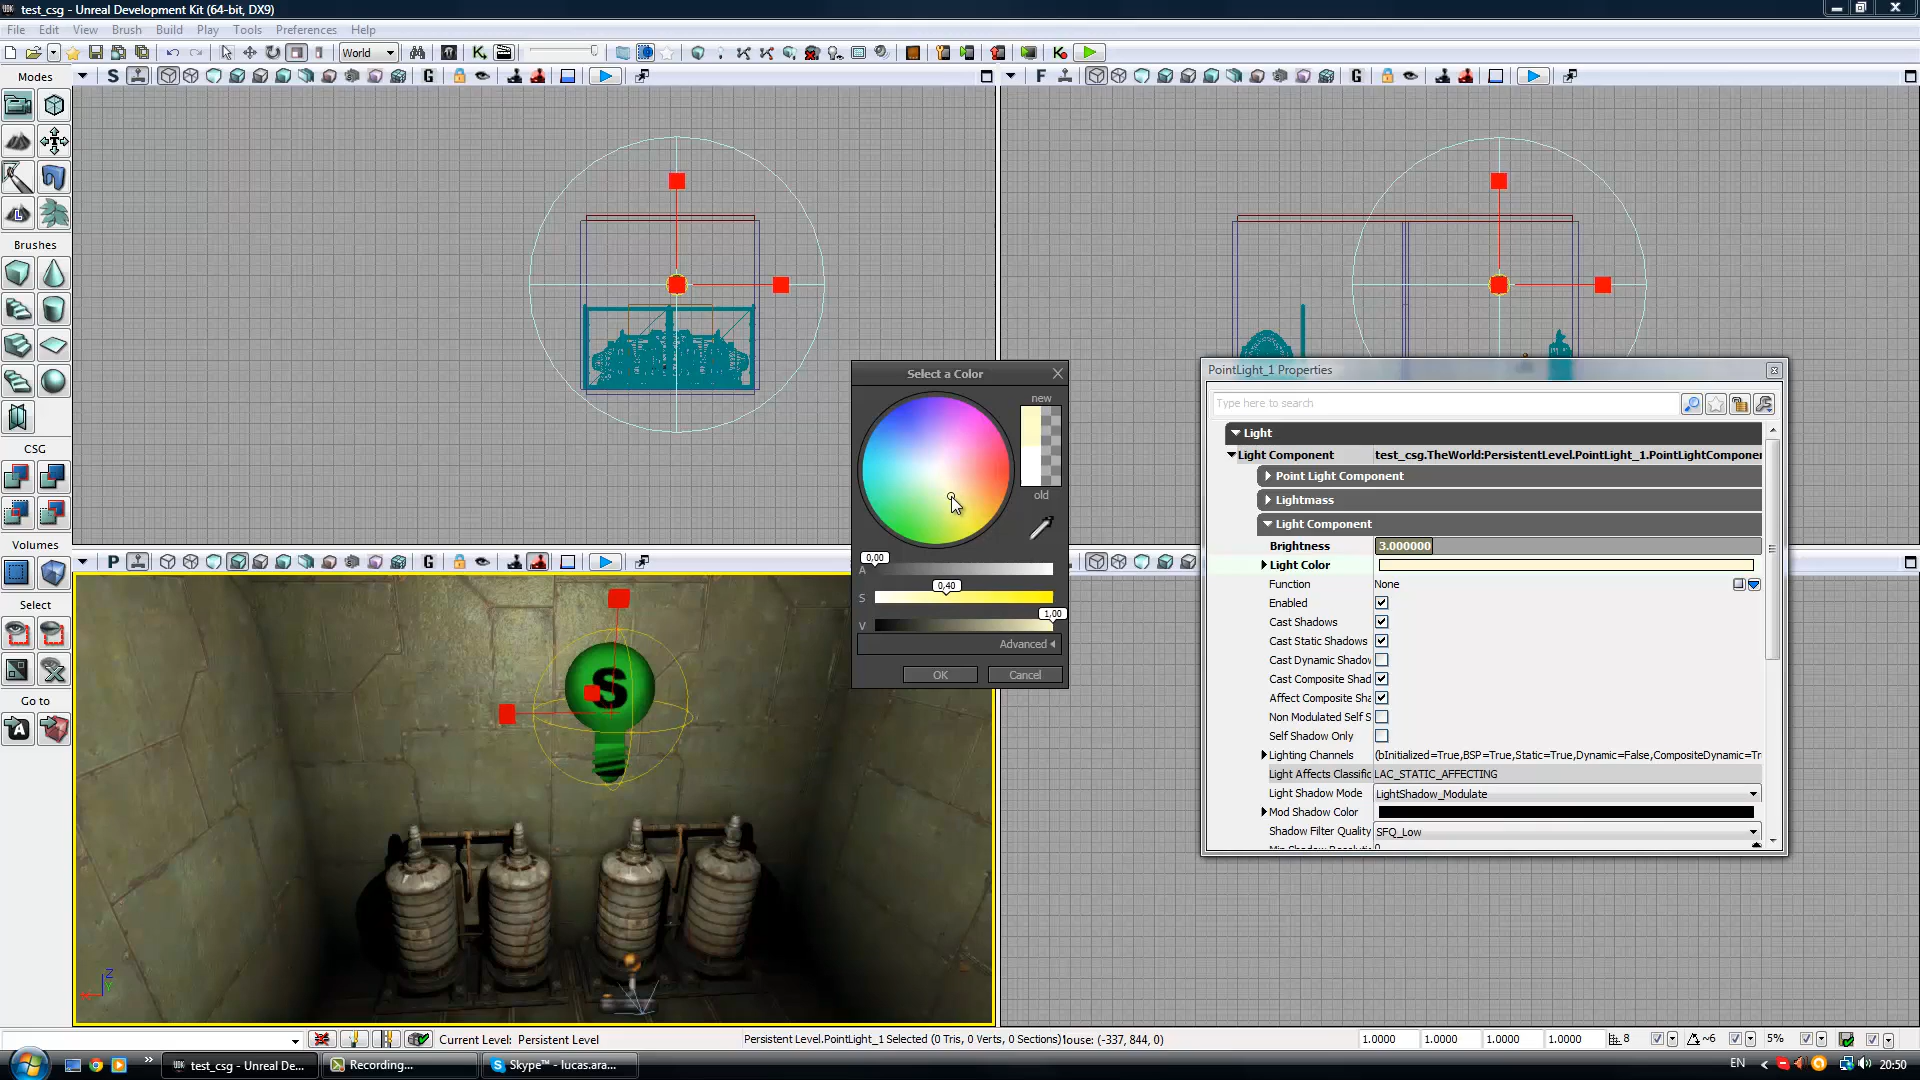 test_csg - Unreal Development Kit (64-bit, DX9)
File Edit View Brush Build Play Tools Preferences Help
World
Modes
S G
F G
Brushes
CSG
Volumes
Select
Go to
P
L
A
Select a Color
new
old
0,00
A
0,40
S
1,00
V
Advanced
OK Cancel
PointLight_1 Properties
Type here to search
Light
Light Component test_csg.TheWorld:PersistentLevel.PointLight_1.PointLightComponer
Point Light Component
Lightmass
Light Component
Brightness 3.000000
Light Color
Function None
Enabled
Cast Shadows
Cast Static Shadows
Cast Dynamic Shadov
Cast Composite Shad
Affect Composite Sha
Non Modulated Self S
Self Shadow Only
Lighting Channels (bInitialized=True,BSP=True,Static=True,Dynamic=False,CompositeDynamic=Tr
Light Affects Classific LAC_STATIC_AFFECTING
Light Shadow Mode LightShadow_Modulate
Mod Shadow Color
Shadow Filter Quality SFQ_Low
S
Z
Y
X
Current Level: Persistent Level
Persistent Level.PointLight_1 Selected (0 Tris, 0 Verts, 0 Sections)
louse: (-337, 844, 0)
1.0000 1.0000 1.0000 1.0000 8 ~6 5%
test_csg - Unreal De...
Recording...
Skype™ - lucas.ara...
EN
20:50